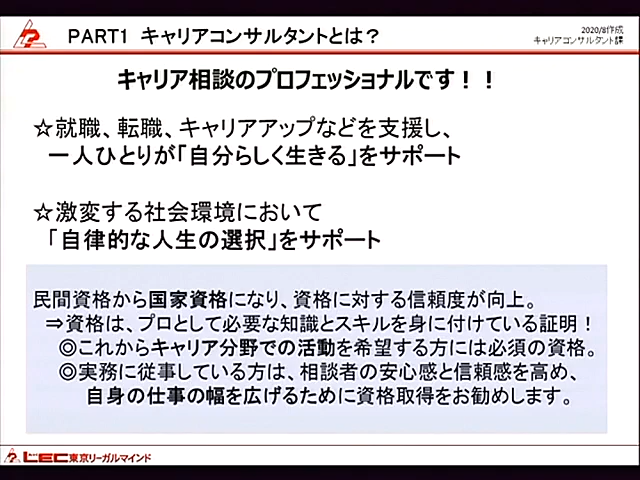 PART1 キャリアコンサルタントとは？
2020/8作成
キャリアコンサルタント課
キャリア相談のプロフェッショナルです！！
☆就職、転職、キャリアアップなどを支援し、
一人ひとりが「自分らしく生きる」をサポート
☆激変する社会環境において
「自律的な人生の選択」をサポート
民間資格から国家資格になり、資格に対する信頼度が向上。
⇒資格は、プロとして必要な知識とスキルを身に付けている証明！
◎これからキャリア分野での活動を希望する方には必須の資格。
◎実務に従事している方は、相談者の安心感と信頼感を高め、
自身の仕事の幅を広げるために資格取得をお勧めします。
LEC東京リーガルマインド